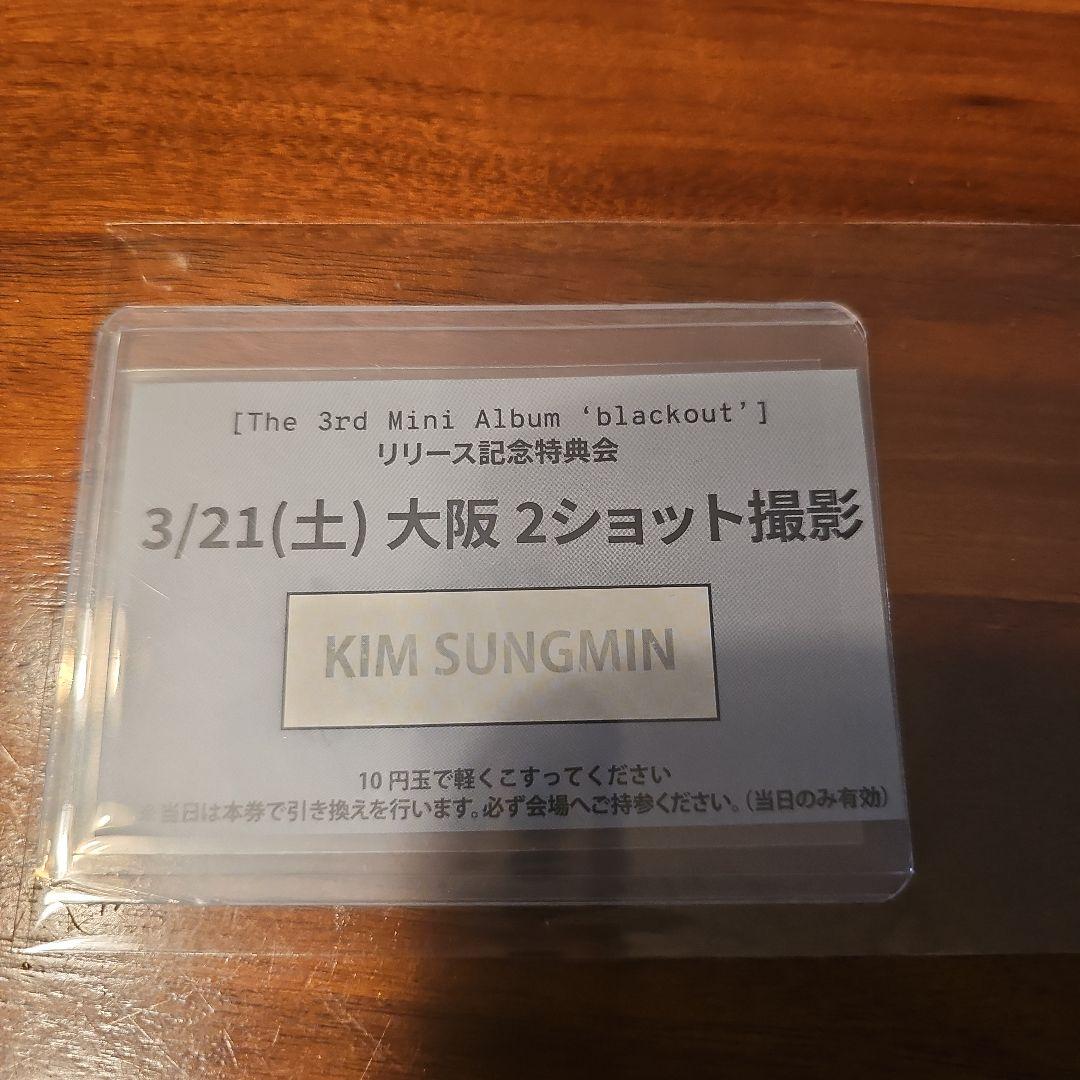 [The 3rd Mini Album ‘blackout’]
リリース記念特典会
3/21(土) 大阪 2ショット撮影
KIM SUNGMIN
10円玉で軽くこすってください
※当日は本券で引き換えを行います。必ず会場へご持参ください。(当日のみ有効)